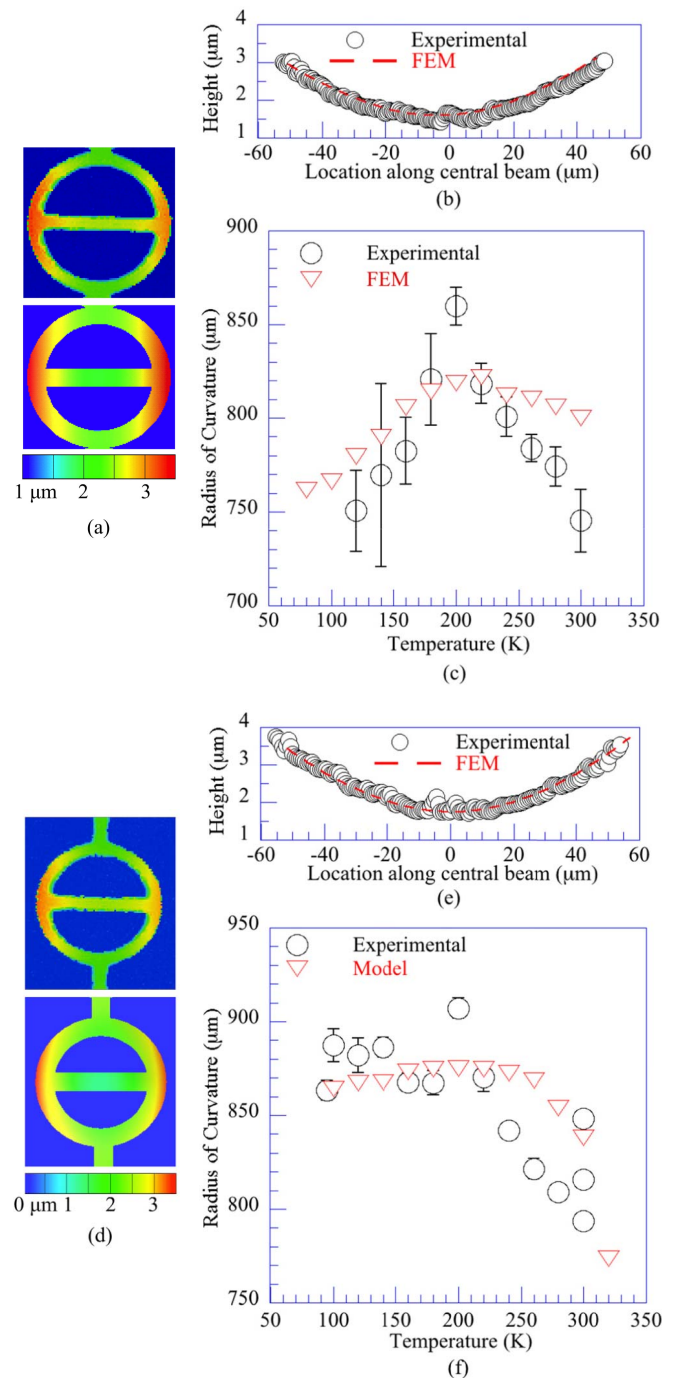 4
3
2
1
Height (µm)
Experimental
FEM
-60 -40 -20 0 20 40 60
Location along central beam (µm)
(b)
1 µm 2 3
(a)
900
850
800
750
700
Radius of Curvature (µm)
Experimental
FEM
50 100 150 200 250 300 350
Temperature (K)
(c)
4
3
2
1
Height (µm)
Experimental
FEM
-60 -40 -20 0 20 40 60
Location along central beam (µm)
(e)
0 µm 1 2 3
(d)
950
900
850
800
750
Radius of Curvature (µm)
Experimental
Model
50 100 150 200 250 300 350
Temperature (K)
(f)